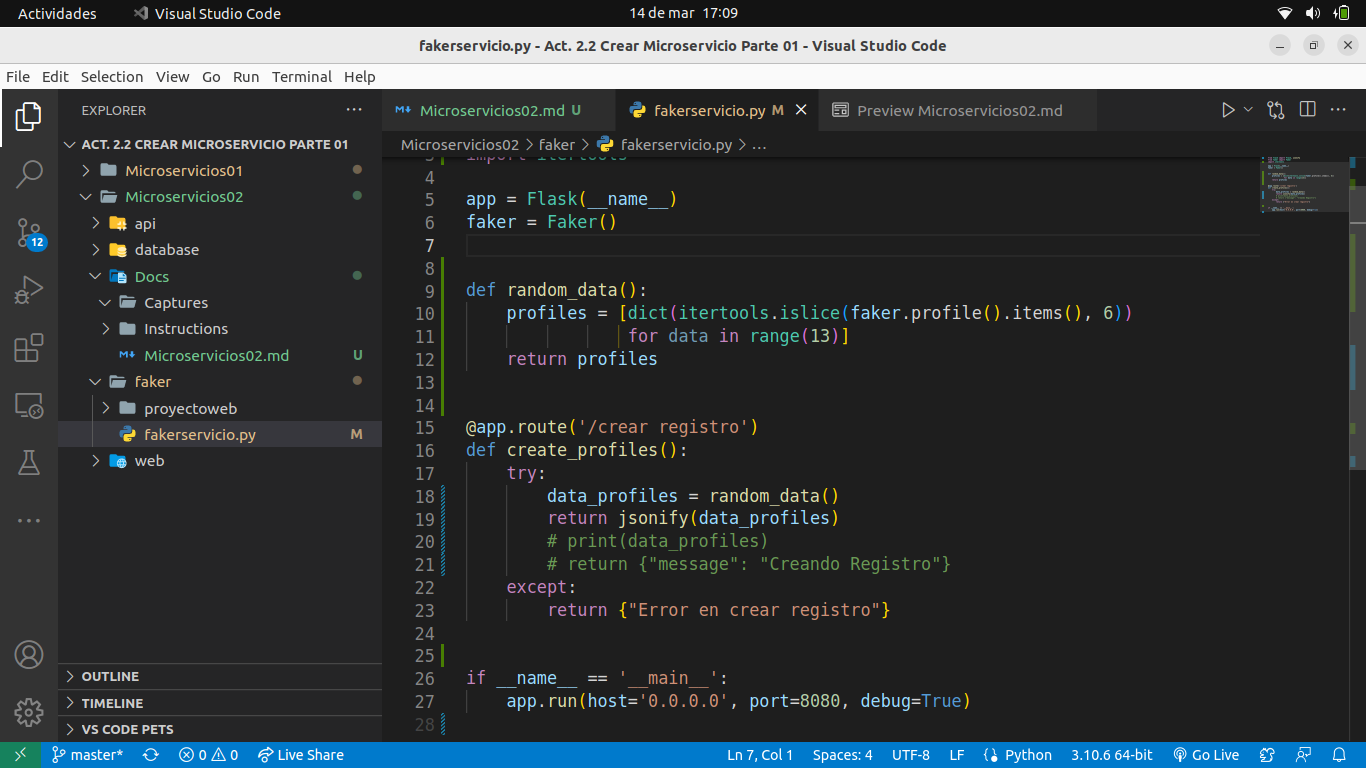 Actividades
Visual Studio Code
14 de mar 17:09
fakerservicio.py - Act. 2.2 Crear Microservicio Parte 01 - Visual Studio Code
File Edit Selection View Go Run Terminal Help
EXPLORER
ACT. 2.2 CREAR MICROSERVICIO PARTE 01
Microservicios01
Microservicios02
api
database
Docs
Captures
Instructions
Microservicios02.md U
faker
proyectoweb
fakerservicio.py M
web
OUTLINE
TIMELINE
VS CODE PETS
12
Microservicios02.md U
fakerservicio.py M
Preview Microservicios02.md
Microservicios02 > faker > fakerservicio.py > ...
3 import itertools
4
5 app = Flask(__name__)
6 faker = Faker()
7
8
9 def random_data():
10 profiles = [dict(itertools.islice(faker.profile().items(), 6))
11 for data in range(13)]
12 return profiles
13
14
15 @app.route('/crear registro')
16 def create_profiles():
17 try:
18 data_profiles = random_data()
19 return jsonify(data_profiles)
20 # print(data_profiles)
21 # return {"message": "Creando Registro"}
22 except:
23 return {"Error en crear registro"}
24
25
26 if __name__ == '__main__':
27 app.run(host='0.0.0.0', port=8080, debug=True)
28
master* 0 0 Live Share Ln 7, Col 1 Spaces: 4 UTF-8 LF Python 3.10.6 64-bit Go Live